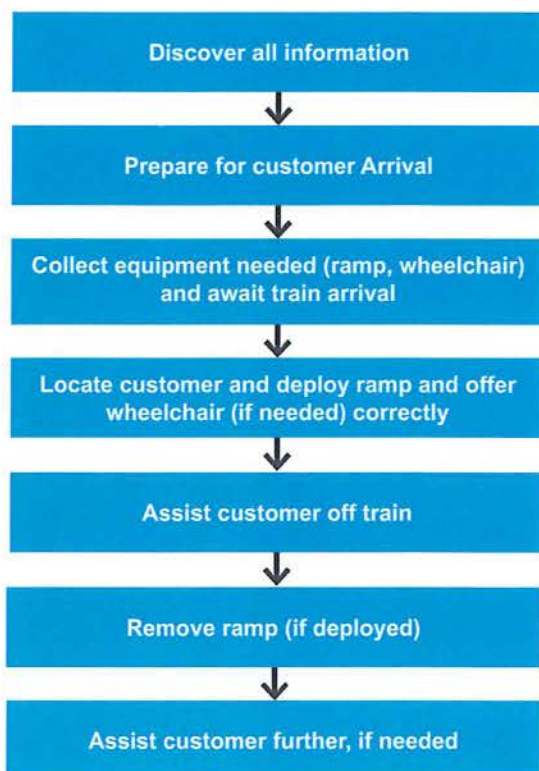 Discover all information
Prepare for customer Arrival
Collect equipment needed (ramp, wheelchair)
and await train arrival
Locate customer and deploy ramp and offer
wheelchair (if needed) correctly
Assist customer off train
Remove ramp (if deployed)
Assist customer further, if needed